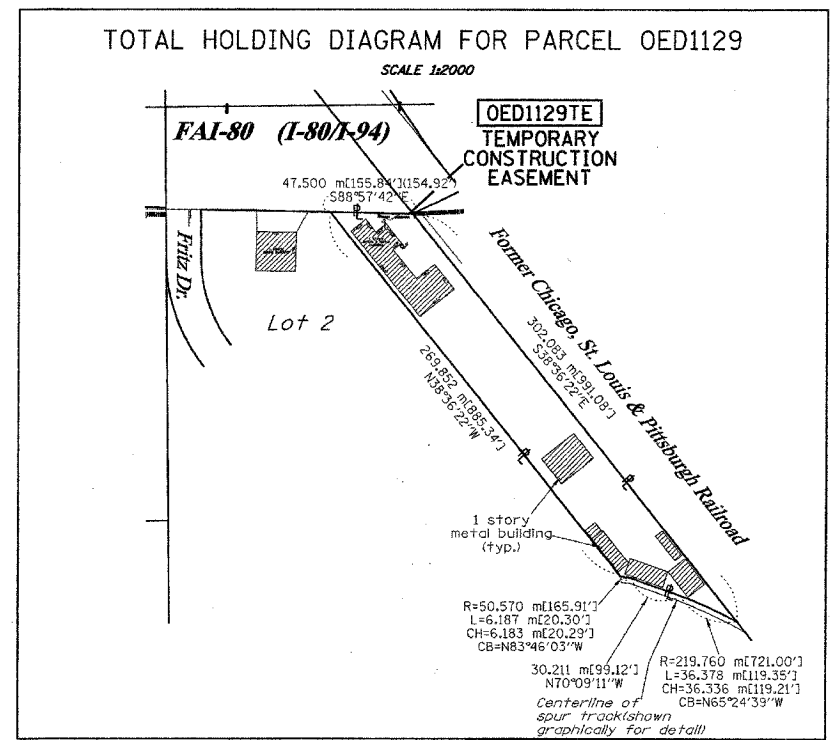 TOTAL HOLDING DIAGRAM FOR PARCEL OED1129
SCALE 1:2000
FAI-80 (I-80/I-94)
OED1129TE
TEMPORARY
CONSTRUCTION
EASEMENT
47.500 m[155.84'](154.92')
S88°57'42"E
Fritz Dr.
Lot 2
Former Chicago, St. Louis & Pittsburgh Railroad
302.083 m[991.08']
S38°36'22"E
269.852 m[885.34']
N38°36'22"W
1 story
metal building
(typ.)
R=50.570 m[165.91']
L=6.187 m[20.30']
CH=6.183 m[20.29']
CB=N83°46'03"W
30.211 m[99.12']
N70°09'11"W
Centerline of
spur track(shown
graphically for detail)
R=219.760 m[721.00']
L=36.378 m[119.35']
CH=36.336 m[119.21']
CB=N65°24'39"W